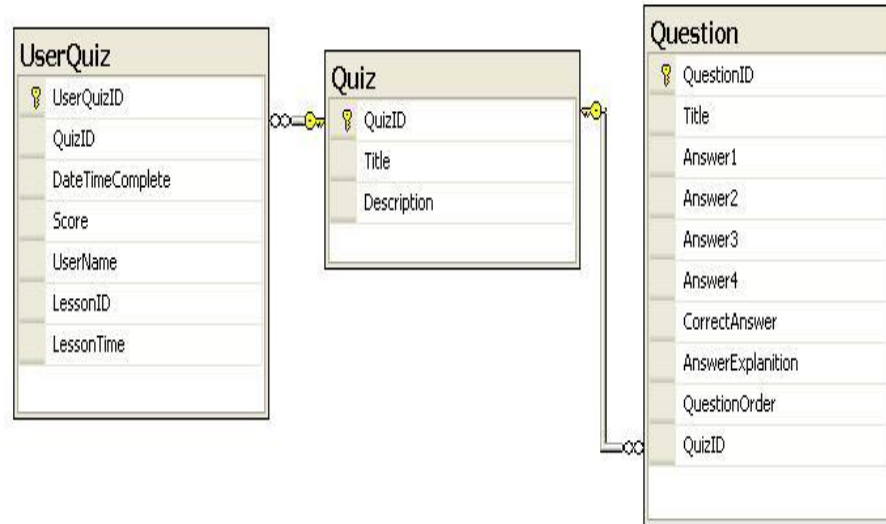 UserQuiz
UserQuizID
QuizID
DateTimeComplete
Score
UserName
LessonID
LessonTime
Quiz
QuizID
Title
Description
Question
QuestionID
Title
Answer1
Answer2
Answer3
Answer4
CorrectAnswer
AnswerExplanition
QuestionOrder
QuizID